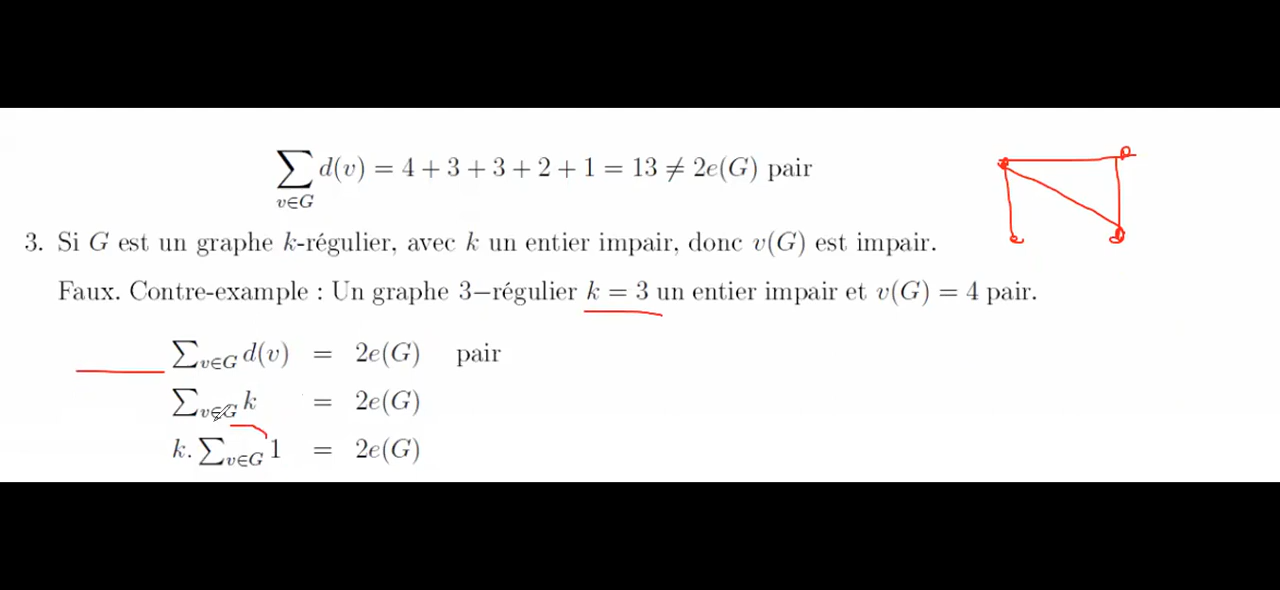 ∑_{v∈G} d(v) = 4 + 3 + 3 + 2 + 1 = 13 ≠ 2e(G) pair
3. Si G est un graphe k-régulier, avec k un entier impair, donc v(G) est impair.
Faux. Contre-example : Un graphe 3−régulier k = 3 un entier impair et v(G) = 4 pair.
∑_{v∈G} d(v) = 2e(G) pair
∑_{v∈G} k = 2e(G)
k. ∑_{v∈G} 1 = 2e(G)